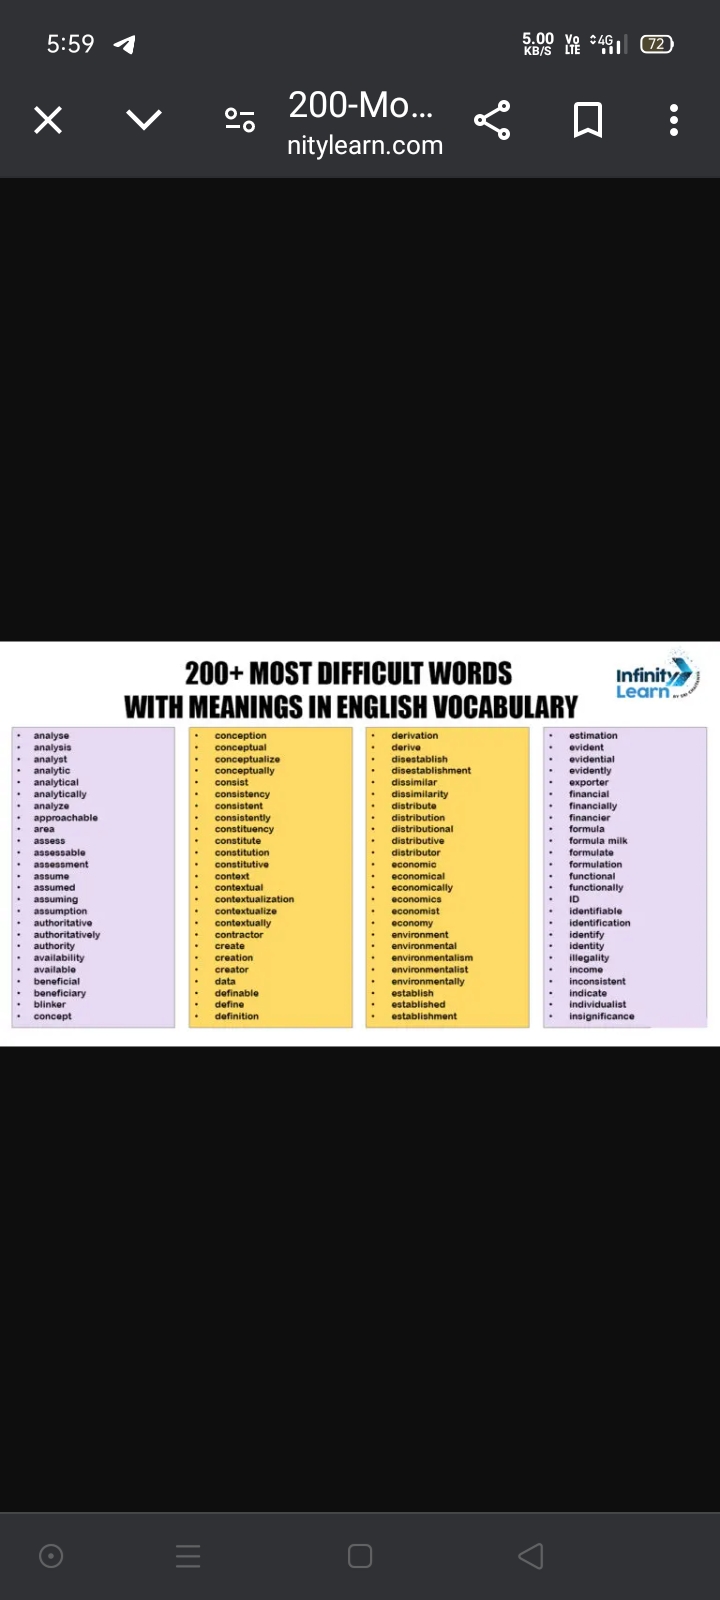 5:59
5.00 KB/S Vo LTE 4G 72
200-Mo...
nitylearn.com
200+ MOST DIFFICULT WORDS
WITH MEANINGS IN ENGLISH VOCABULARY
Infinity
Learn BY SRI CHAITANYA
• analyse
• analysis
• analyst
• analytic
• analytical
• analytically
• analyze
• approachable
• area
• assess
• assessable
• assessment
• assume
• assumed
• assuming
• assumption
• authoritative
• authoritatively
• authority
• availability
• available
• beneficial
• beneficiary
• blinker
• concept
• conception
• conceptual
• conceptualize
• conceptually
• consist
• consistency
• consistent
• consistently
• constituency
• constitute
• constitution
• constitutive
• context
• contextual
• contextualization
• contextualize
• contextually
• contractor
• create
• creation
• creator
• data
• definable
• define
• definition
• derivation
• derive
• disestablish
• disestablishment
• dissimilar
• dissimilarity
• distribute
• distribution
• distributional
• distributive
• distributor
• economic
• economical
• economically
• economics
• economist
• economy
• environment
• environmental
• environmentalism
• environmentalist
• environmentally
• establish
• established
• establishment
• estimation
• evident
• evidential
• evidently
• exporter
• financial
• financially
• financier
• formula
• formula milk
• formulate
• formulation
• functional
• functionally
• ID
• identifiable
• identification
• identify
• identity
• illegality
• income
• inconsistent
• indicate
• individualist
• insignificance